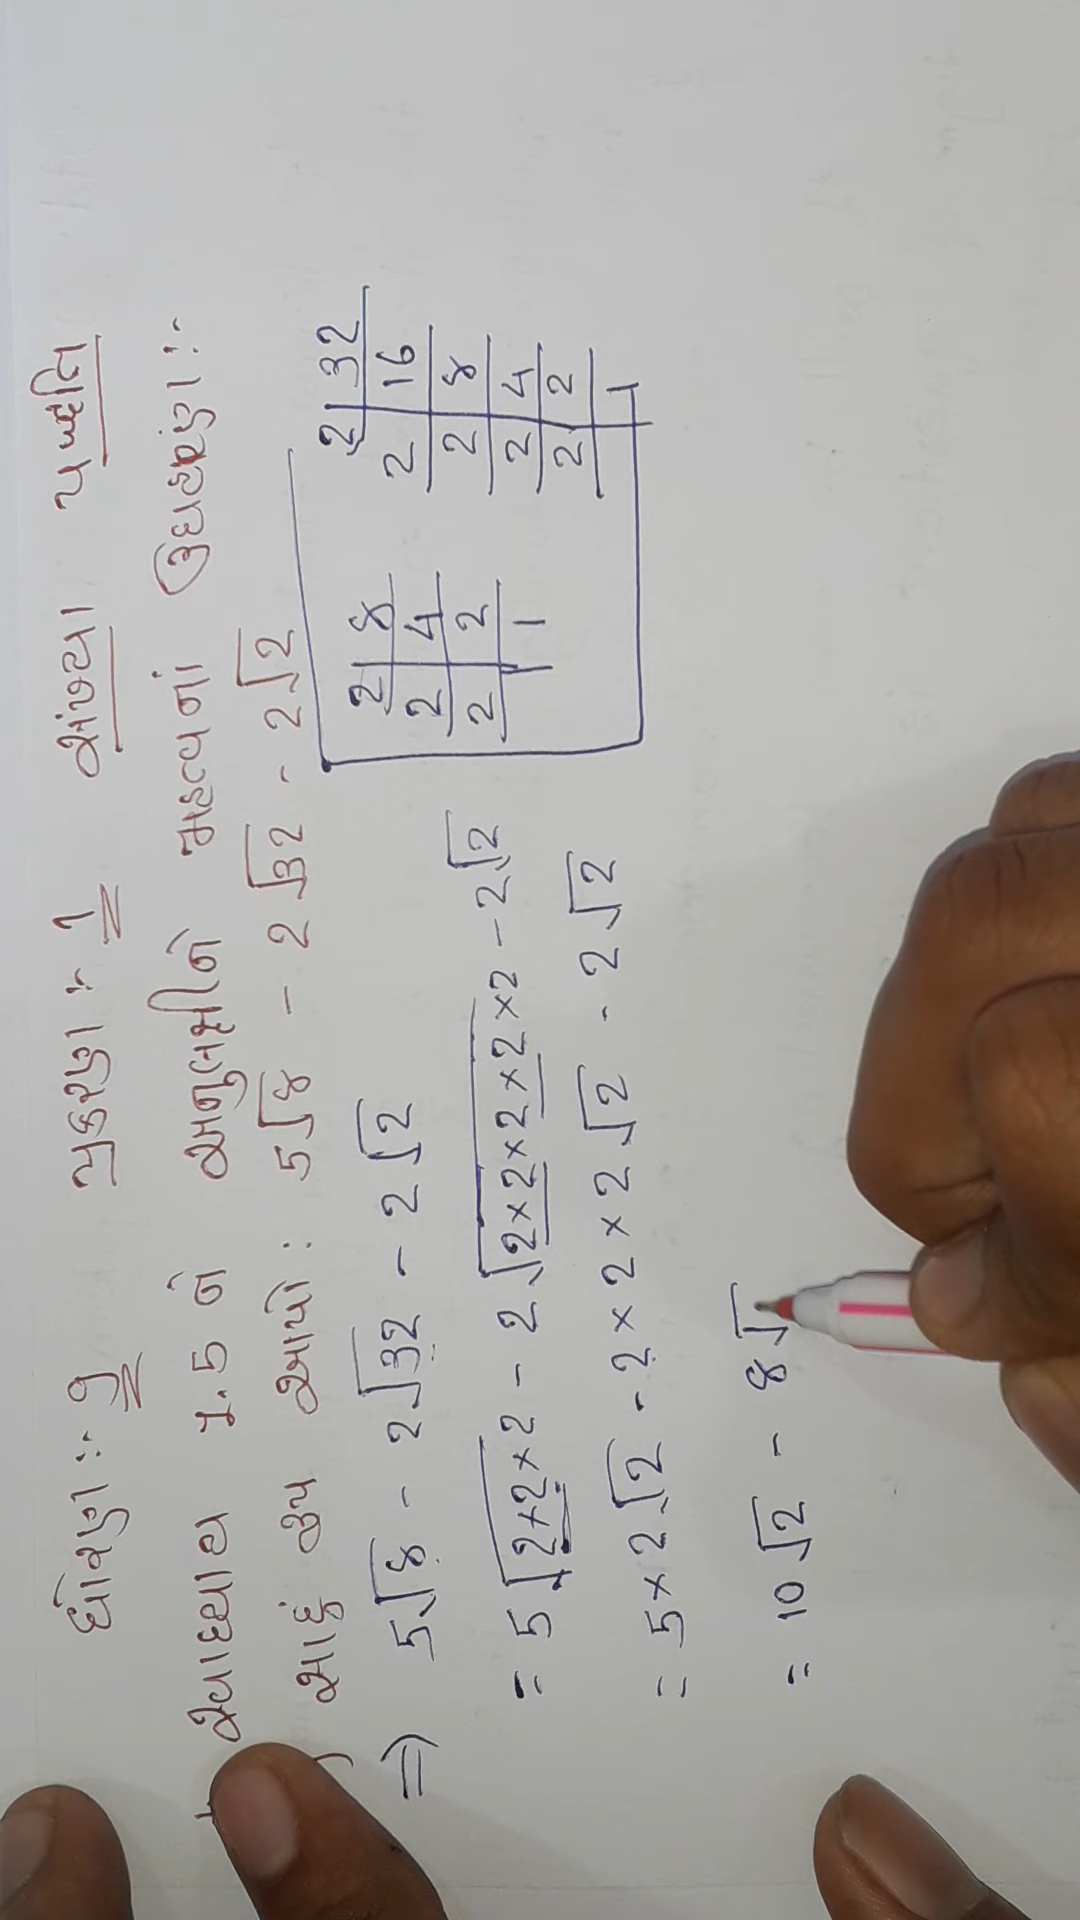 ધોરણ :- 9 પ્રકરણ :- 1 સંખ્યા પધ્ધતિ
* સ્વાધ્યાય 1.5 ને અનુલક્ષીને મહત્વનાં ઉદાહરણ :-
સાદું રૂપ આપો : 5√8 - 2√32 - 2√2
⇒ 5√8 - 2√32 - 2√2
= 5√2×2×2 - 2√2×2×2×2×2 - 2√2
= 5×2√2 - 2×2×2√2 - 2√2
= 10√2 - 8√
2 8
2 4
2 2
1
2 32
2 16
2 8
2 4
2 2
1